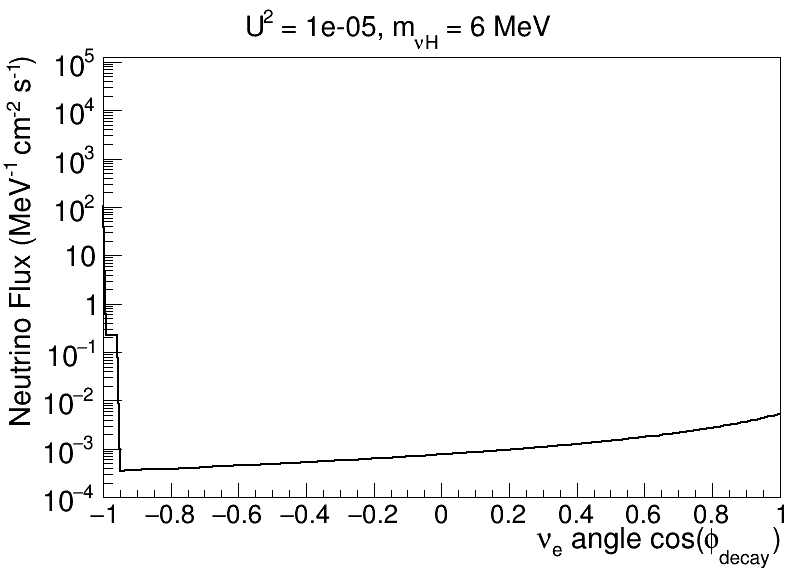 U² = 1e-05, m_νH = 6 MeV
Neutrino Flux (MeV⁻¹ cm⁻² s⁻¹)
10⁵
10⁴
10³
10²
10
1
10⁻¹
10⁻²
10⁻³
10⁻⁴
−1 −0.8 −0.6 −0.4 −0.2 0 0.2 0.4 0.6 0.8 1
ν_e angle cos(ϕ_decay)